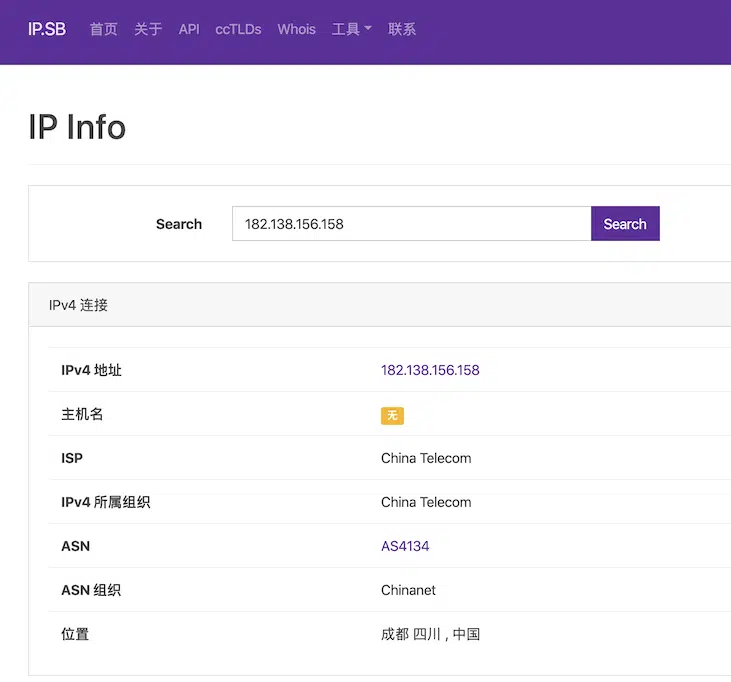 IP.SB 首页 关于 API ccTLDs Whois 工具 联系
IP Info
Search 182.138.156.158 Search
IPv4 连接
IPv4 地址 182.138.156.158
主机名 无
ISP China Telecom
IPv4 所属组织 China Telecom
ASN AS4134
ASN 组织 Chinanet
位置 成都 四川 , 中国